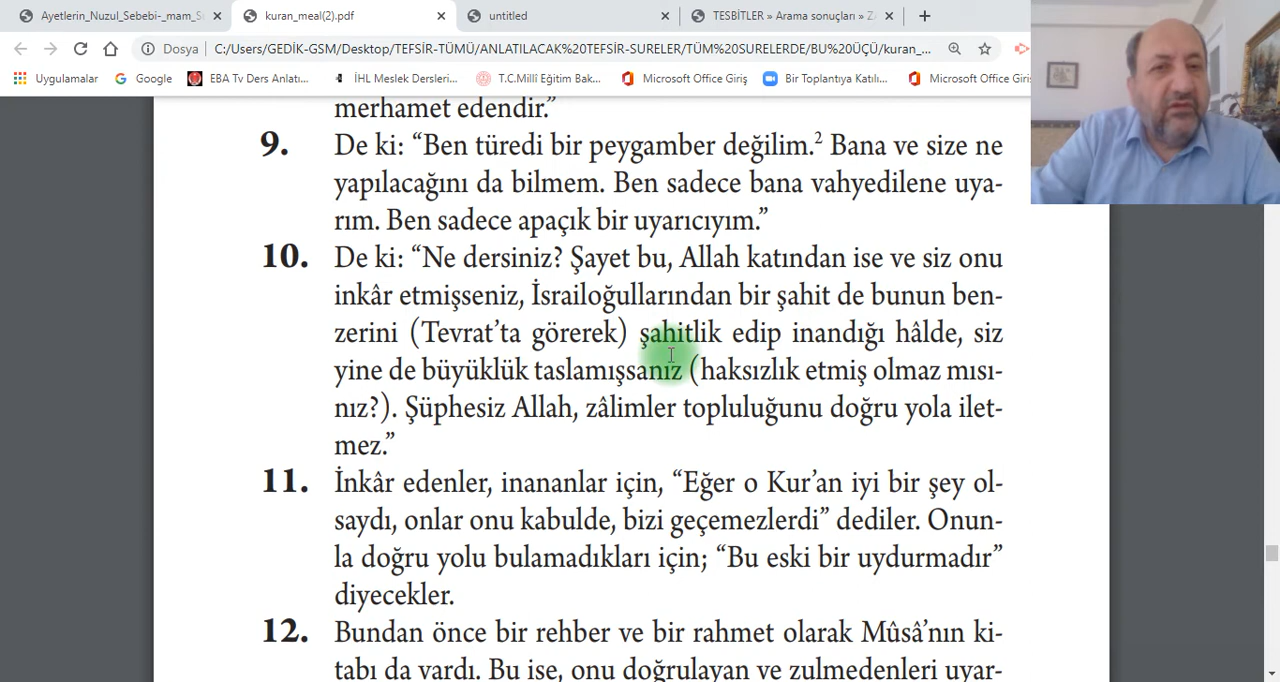 Ayetlerin_Nuzul_Sebebi-_mam_S
kuran_meal(2).pdf
untitled
TESBİTLER » Arama sonuçları » Z
Dosya
C:/Users/GEDİK-GSM/Desktop/TEFSİR-TÜMÜ/ANLATILACAK%20TEFSİR-SURELER/TÜM%20SURELERDE/BU%20ÜÇÜ/kuran_...
Uygulamalar
Google
EBA Tv Ders Anlatı...
İHL Meslek Dersleri...
T.C.Millî Eğitim Bak...
Microsoft Office Giriş
Bir Toplantıya Katılı...
Microsoft Office Giri
merhamet edendir.”
9. De ki: “Ben türedi bir peygamber değilim.² Bana ve size ne
yapılacağını da bilmem. Ben sadece bana vahyedilene uya-
rım. Ben sadece apaçık bir uyarıcıyım.”
10. De ki: “Ne dersiniz? Şayet bu, Allah katından ise ve siz onu
inkâr etmişseniz, İsrailoğullarından bir şahit de bunun ben-
zerini (Tevrat’ta görerek) şahitlik edip inandığı hâlde, siz
yine de büyüklük taslamışsanız (haksızlık etmiş olmaz mısı-
nız?). Şüphesiz Allah, zâlimler topluluğunu doğru yola ilet-
mez.”
11. İnkâr edenler, inananlar için, “Eğer o Kur’an iyi bir şey ol-
saydı, onlar onu kabulde, bizi geçemezlerdi” dediler. Onun-
la doğru yolu bulamadıkları için; “Bu eski bir uydurmadır”
diyecekler.
12. Bundan önce bir rehber ve bir rahmet olarak Mûsâ’nın ki-
tabı da vardı. Bu ise, onu doğrulayan ve zulmedenleri uyar-